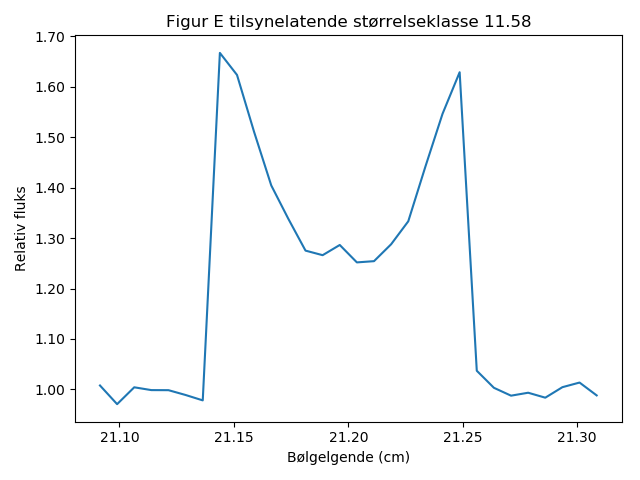 Figur E tilsynelatende størrelseklasse 11.58
1.70
1.60
1.50
1.40
1.30
1.20
1.10
1.00
Relativ fluks
21.10 21.15 21.20 21.25 21.30
Bølgelgende (cm)